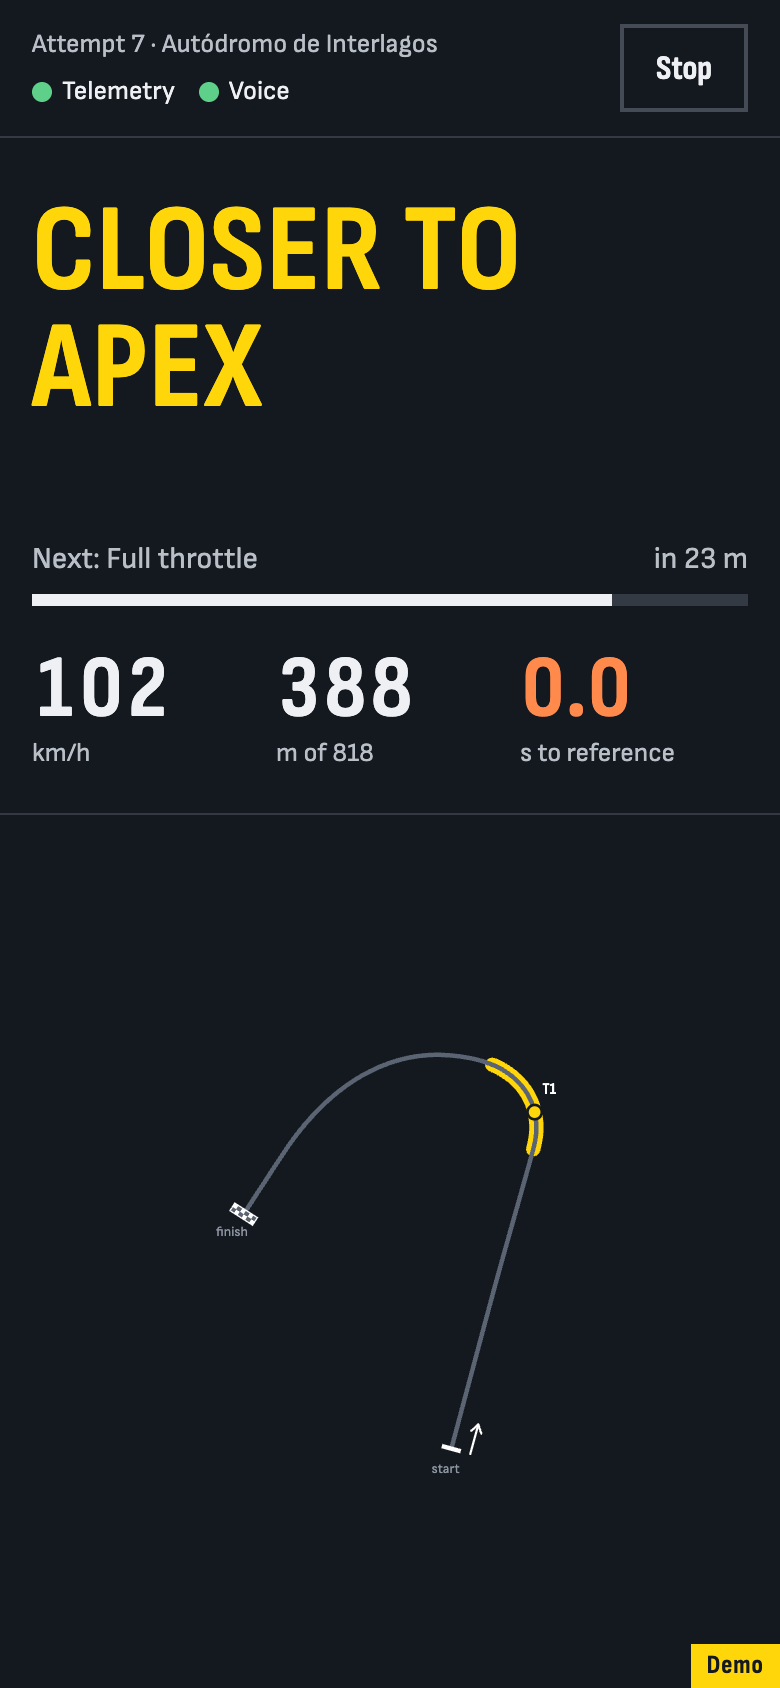 Attempt 7 · Autódromo de Interlagos
Telemetry
Voice
Stop
CLOSER TO
APEX
Next: Full throttle
in 23 m
102
km/h
388
m of 818
0.0
s to reference
T1
finish
start
Demo